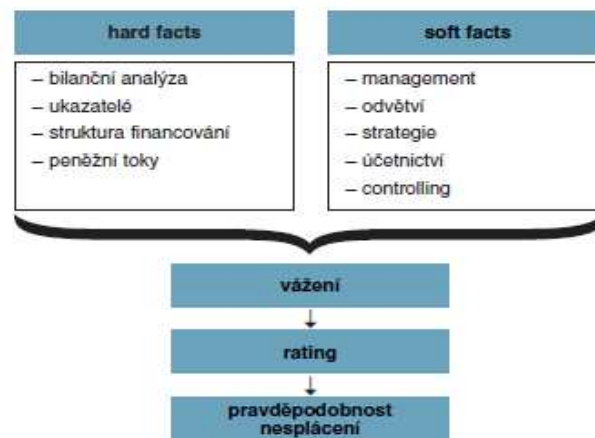 hard facts
– bilanční analýza
– ukazatelé
– struktura financování
– peněžní toky
soft facts
– management
– odvětví
– strategie
– účetnictví
– controlling
vážení
rating
pravděpodobnost
nesplácení